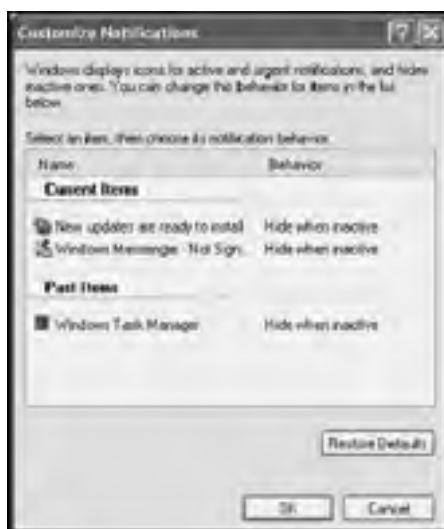 Customize Notifications
Windows displays icons for active and urgent notifications, and hides
inactive ones. You can change the behavior for items in the list
below.
Select an item, then choose its notification behavior:
Name Behavior
Current Items
New updates are ready to install Hide when inactive
Windows Messenger - Not Sign... Hide when inactive
Past Items
Windows Task Manager Hide when inactive
Restore Defaults
OK Cancel